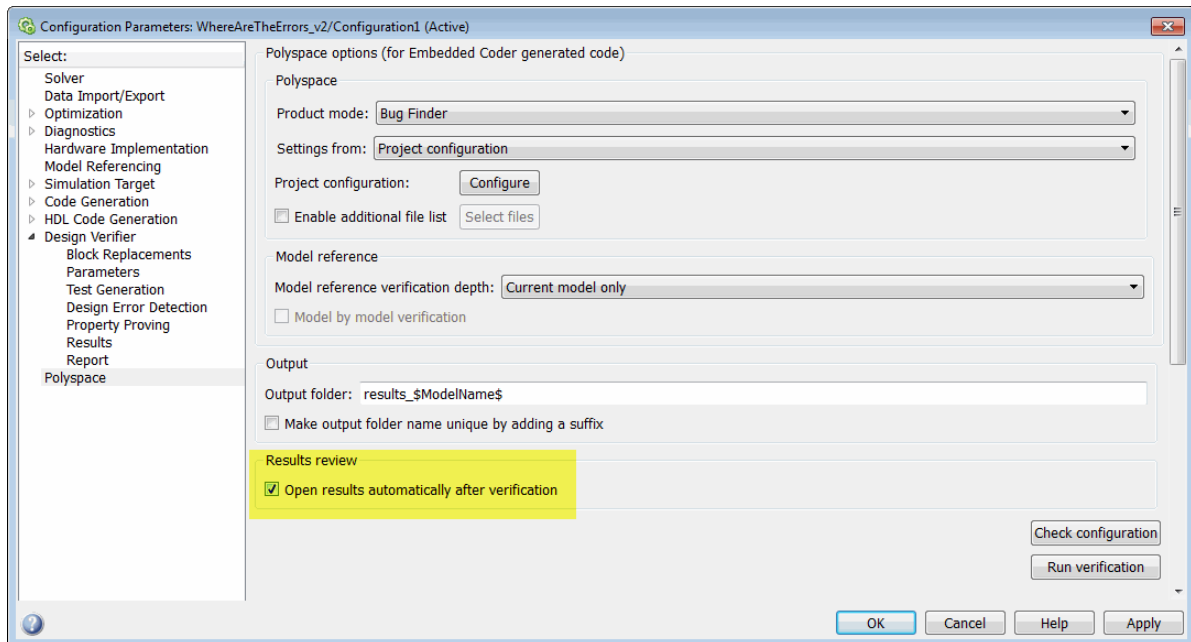 Configuration Parameters: WhereAreTheErrors_v2/Configuration1 (Active)
Select:
Solver
Data Import/Export
Optimization
Diagnostics
Hardware Implementation
Model Referencing
Simulation Target
Code Generation
HDL Code Generation
Design Verifier
Block Replacements
Parameters
Test Generation
Design Error Detection
Property Proving
Results
Report
Polyspace
Polyspace options (for Embedded Coder generated code)
Polyspace
Product mode: Bug Finder
Settings from: Project configuration
Project configuration: Configure
Enable additional file list Select files
Model reference
Model reference verification depth: Current model only
Model by model verification
Output
Output folder: results_$ModelName$
Make output folder name unique by adding a suffix
Results review
Open results automatically after verification
Check configuration
Run verification
OK Cancel Help Apply